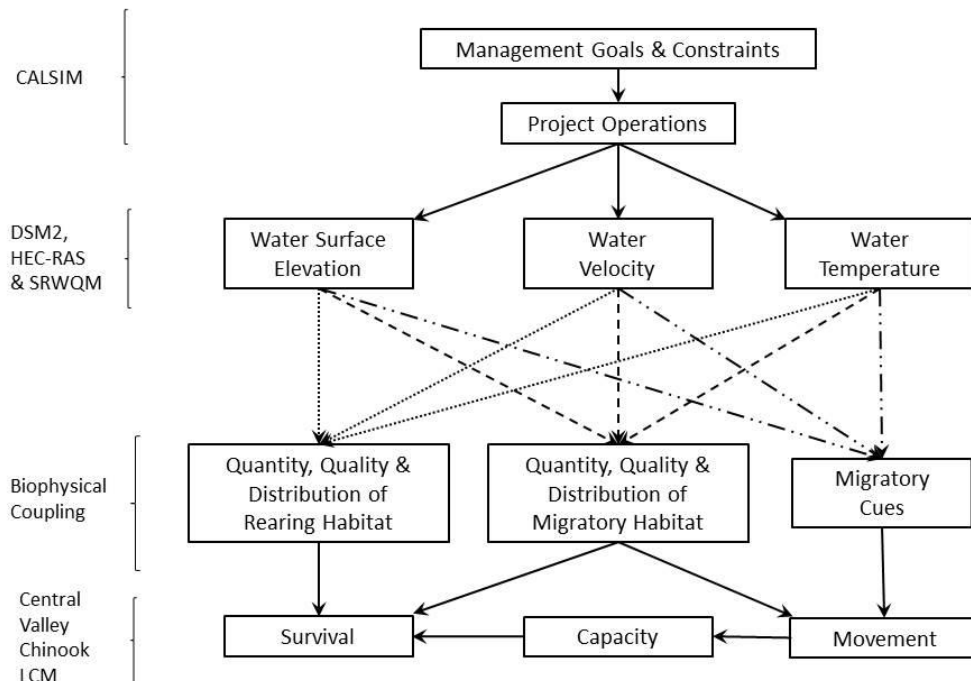 CALSIM
Management Goals & Constraints
Project Operations
DSM2,
HEC-RAS
& SRWQM
Water Surface
Elevation
Water
Velocity
Water
Temperature
Biophysical
Coupling
Quantity, Quality &
Distribution of
Rearing Habitat
Quantity, Quality &
Distribution of
Migratory Habitat
Migratory
Cues
Central
Valley
Chinook
LCM
Survival
Capacity
Movement